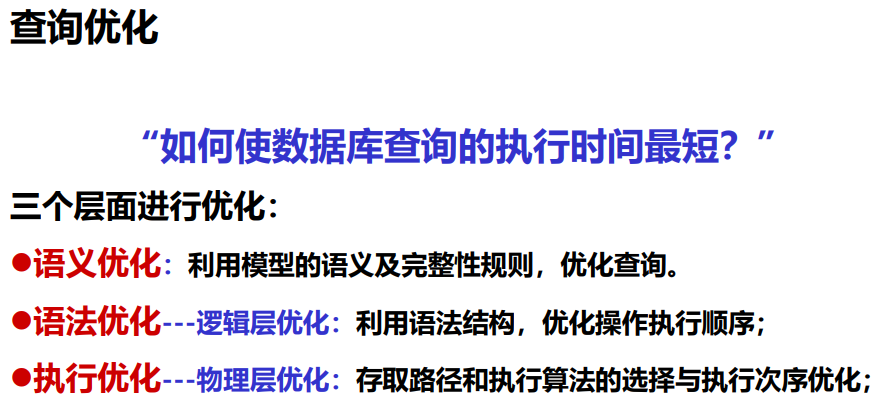 查询优化
“如何使数据库查询的执行时间最短？”
三个层面进行优化：
●语义优化：利用模型的语义及完整性规则，优化查询。
●语法优化---逻辑层优化：利用语法结构，优化操作执行顺序；
●执行优化---物理层优化：存取路径和执行算法的选择与执行次序优化；